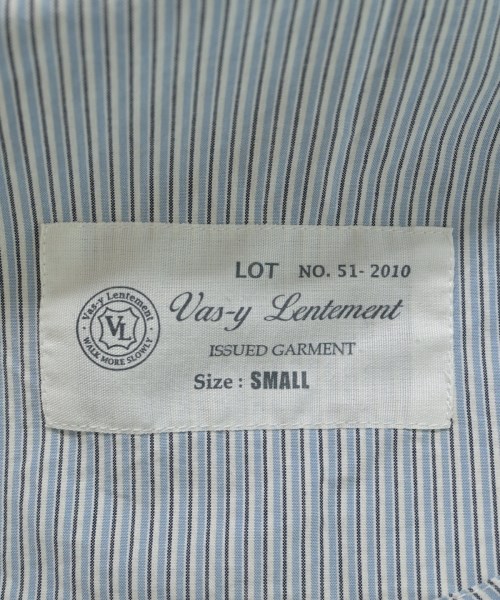 LOT NO. 51-2010
Vas-y Lentement
ISSUED GARMENT
Size: SMALL
Vas-y Lentement
VL
WALK MORE SLOWLY